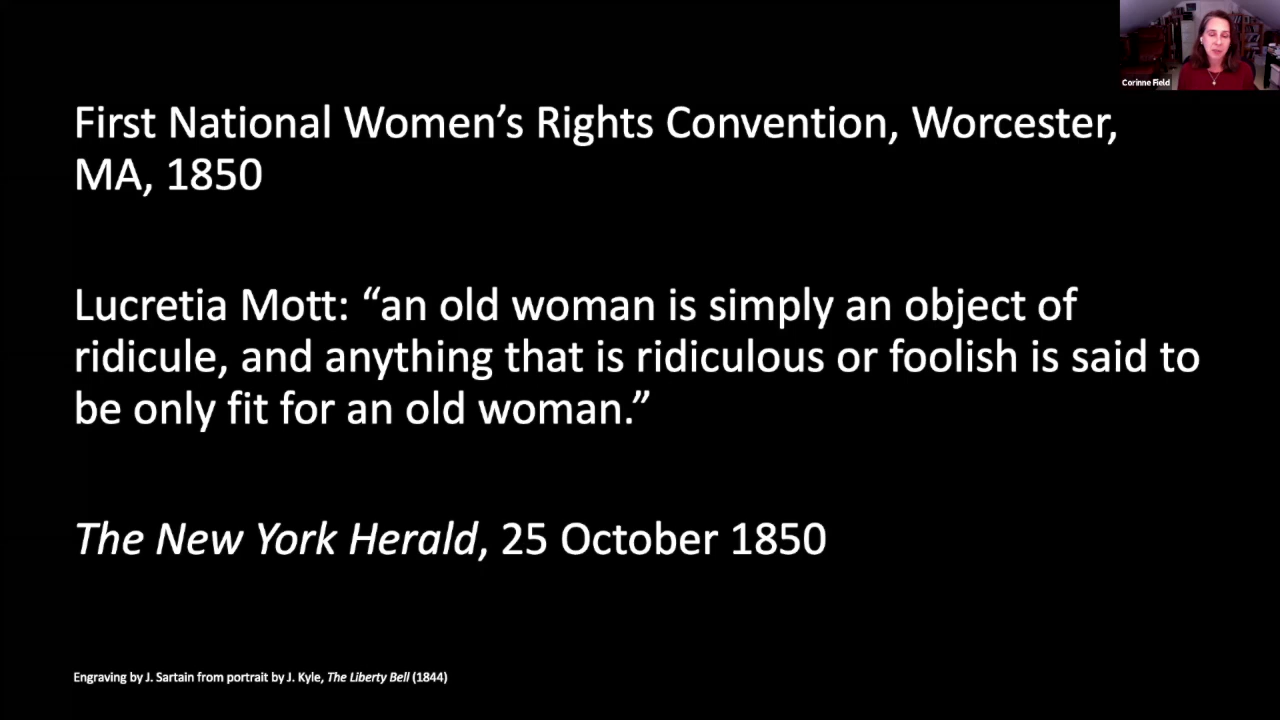 Corinne Field
First National Women’s Rights Convention, Worcester,
MA, 1850
Lucretia Mott: “an old woman is simply an object of
ridicule, and anything that is ridiculous or foolish is said to
be only fit for an old woman.”
The New York Herald, 25 October 1850
Engraving by J. Sartain from portrait by J. Kyle, The Liberty Bell (1844)